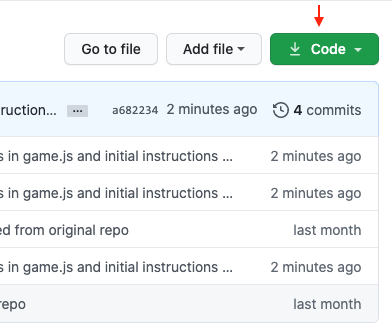 Go to file Add file Code
ruction... ... a682234 2 minutes ago 4 commits
s in game.js and initial instructions ... 2 minutes ago
s in game.js and initial instructions ... 2 minutes ago
ed from original repo last month
s in game.js and initial instructions ... 2 minutes ago
repo last month